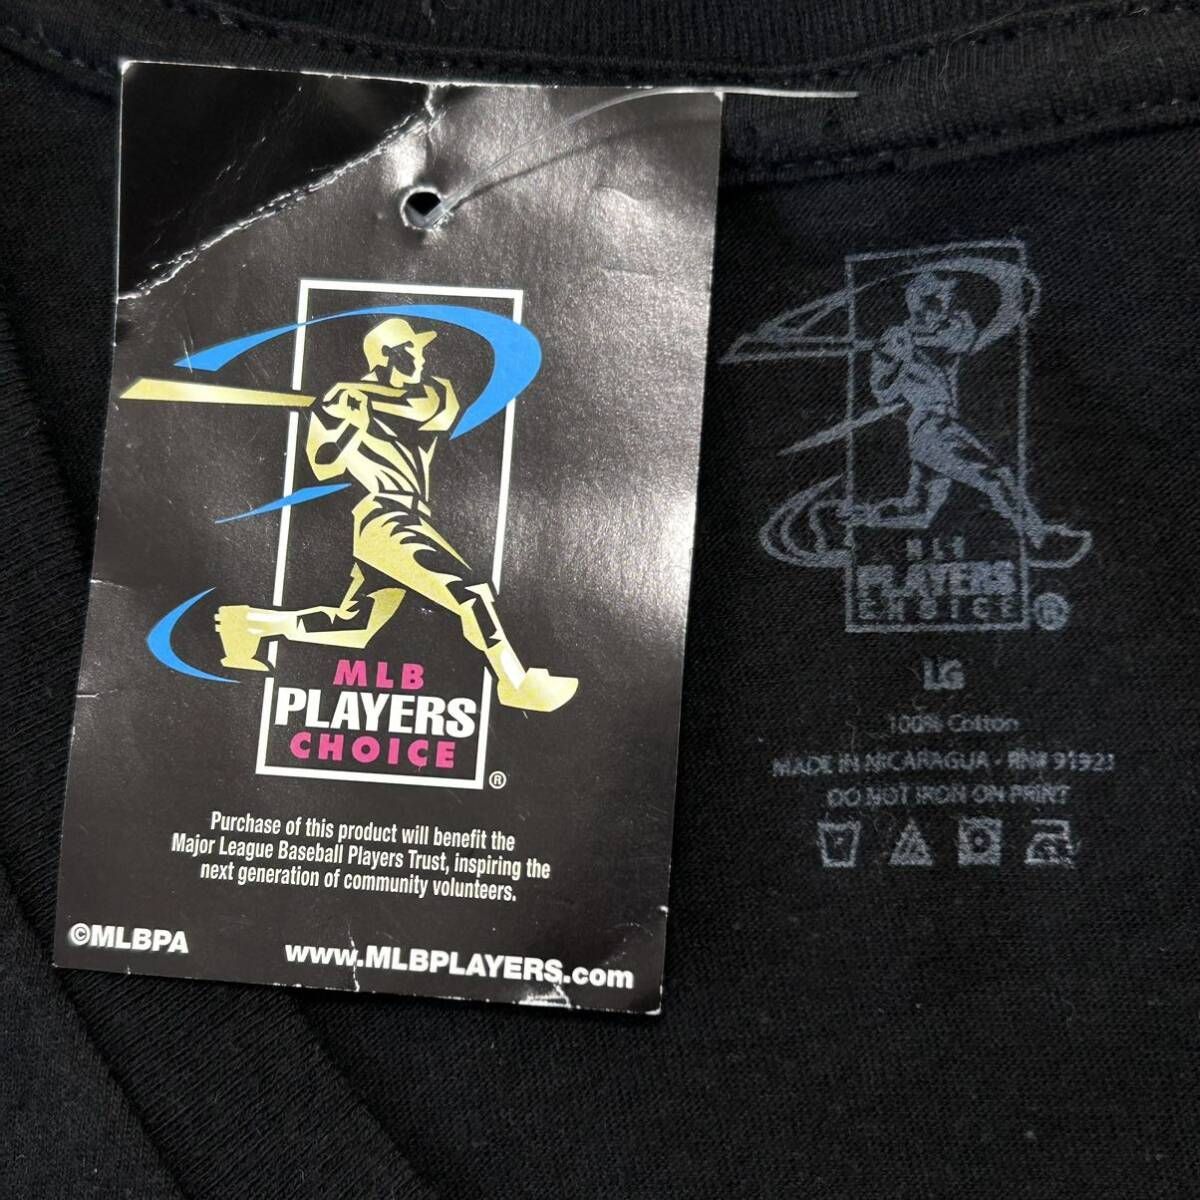 MLB
PLAYERS
CHOICE
®
Purchase of this product will benefit the
Major League Baseball Players Trust, inspiring the
next generation of community volunteers.
©MLBPA
www.MLBPLAYERS.com
MLB
PLAYERS
CHOICE ®
LG
100% Cotton
MADE IN NICARAGUA - RN# 91921
DO NOT IRON ON PRINT